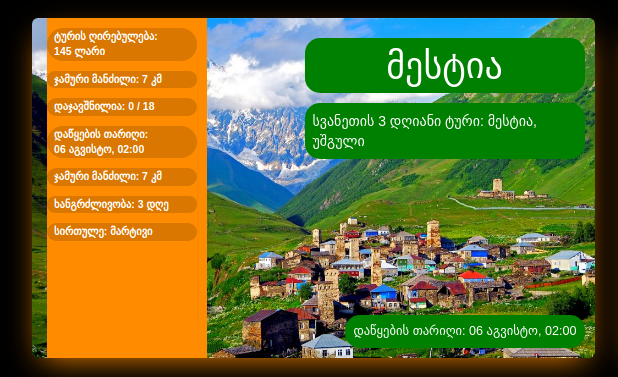 ტურის ღირებულება:
145 ლარი
ჯამური მანძილი: 7 კმ
დაჯავშნილია: 0 / 18
დაწყების თარიღი:
06 აგვისტო, 02:00
ჯამური მანძილი: 7 კმ
ხანგრძლივობა: 3 დღე
სირთულე: მარტივი
მესტია
სვანეთის 3 დღიანი ტური: მესტია,
უშგული
დაწყების თარიღი: 06 აგვისტო, 02:00